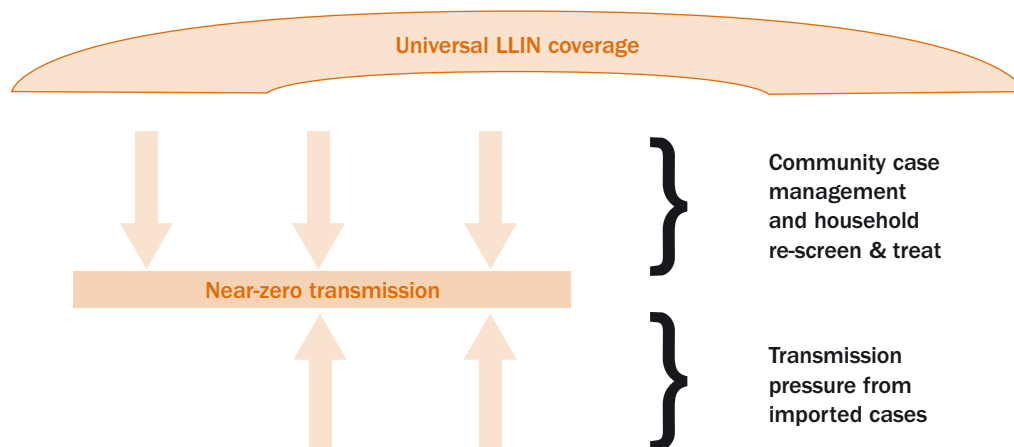 Universal LLIN coverage
Community case
management
and household
re-screen & treat
Near-zero transmission
Transmission
pressure from
imported cases